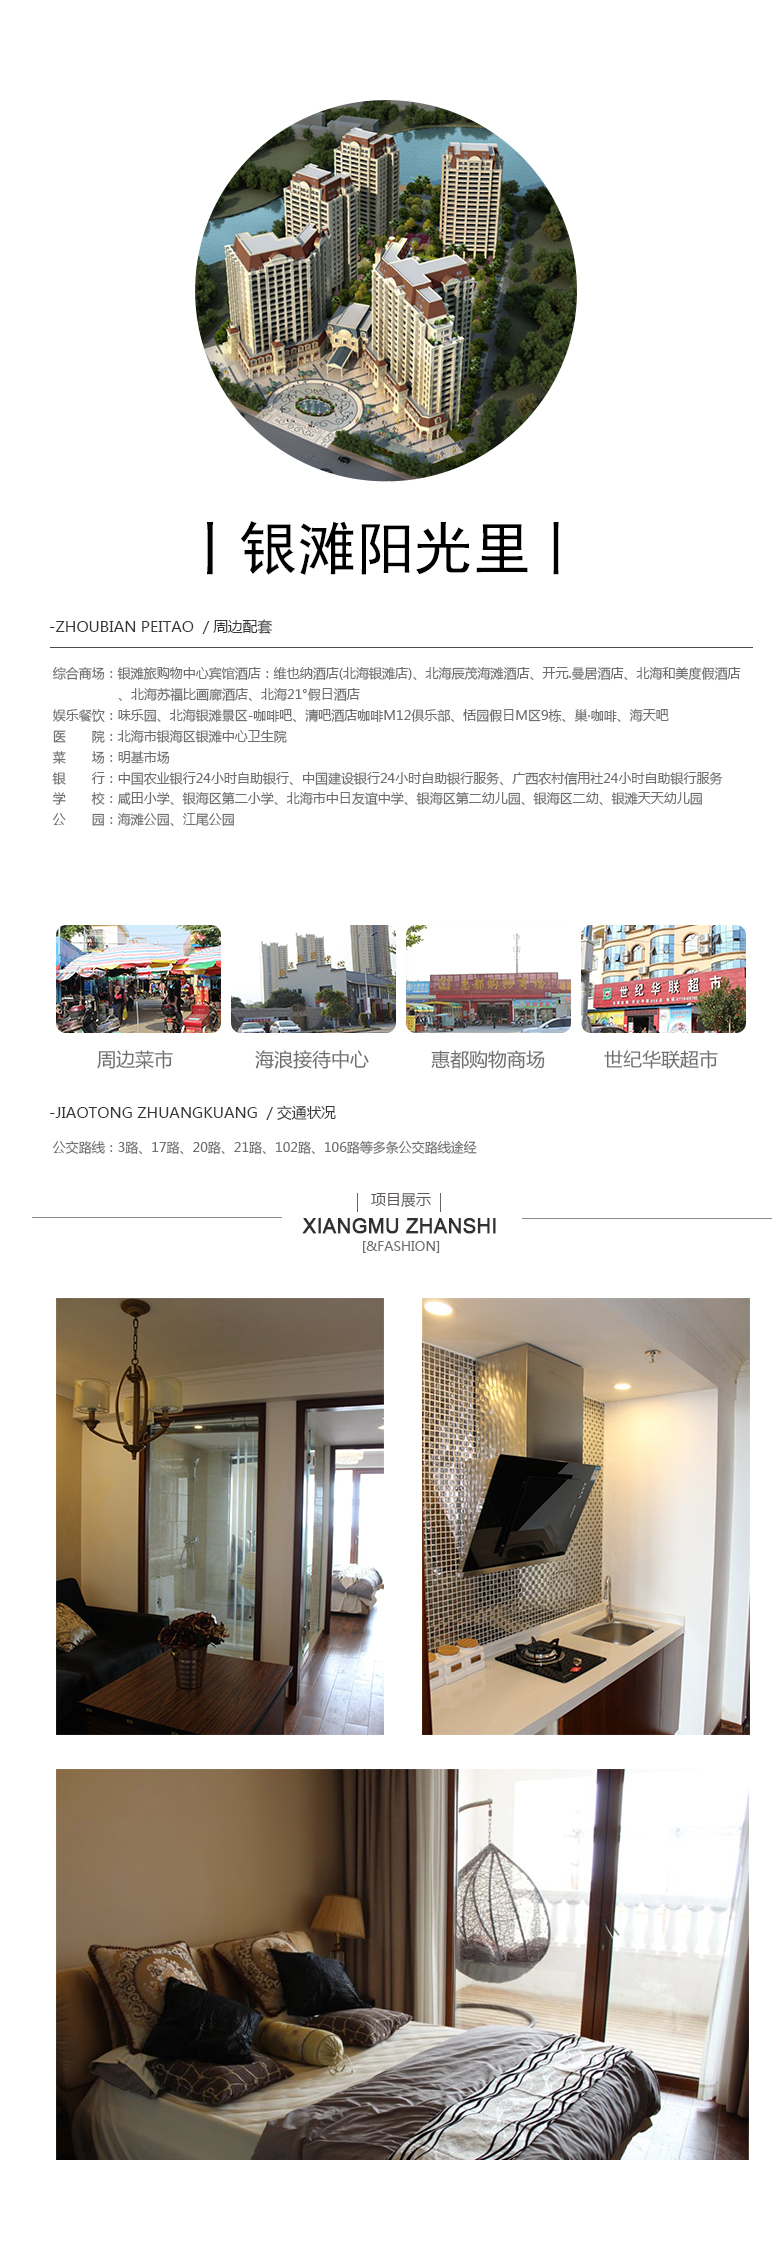 丨银滩阳光里丨
-ZHOUBIAN PEITAO / 周边配套
综合商场：银滩旅购物中心宾馆酒店：维也纳酒店(北海银滩店)、北海辰茂海滩酒店、开元.曼居酒店、北海和美度假酒店
、北海苏福比画廊酒店、北海21°假日酒店
娱乐餐饮：味乐园、北海银滩景区-咖啡吧、清吧酒店咖啡M12俱乐部、恬园假日M区9栋、巢·咖啡、海天吧
医 院：北海市银海区银滩中心卫生院
菜 场：明基市场
银 行：中国农业银行24小时自助银行、中国建设银行24小时自助银行服务、广西农村信用社24小时自助银行服务
学 校：咸田小学、银海区第二小学、北海市中日友谊中学、银海区第二幼儿园、银海区二幼、银滩天天幼儿园
公 园：海滩公园、江尾公园
惠都购物商场
世纪华联超市
周边菜市 海浪接待中心 惠都购物商场 世纪华联超市
-JIAOTONG ZHUANGKUANG / 交通状况
公交路线：3路、17路、20路、21路、102路、106路等多条公交路线途经
| 项目展示 |
XIANGMU ZHANSHI
[&FASHION]